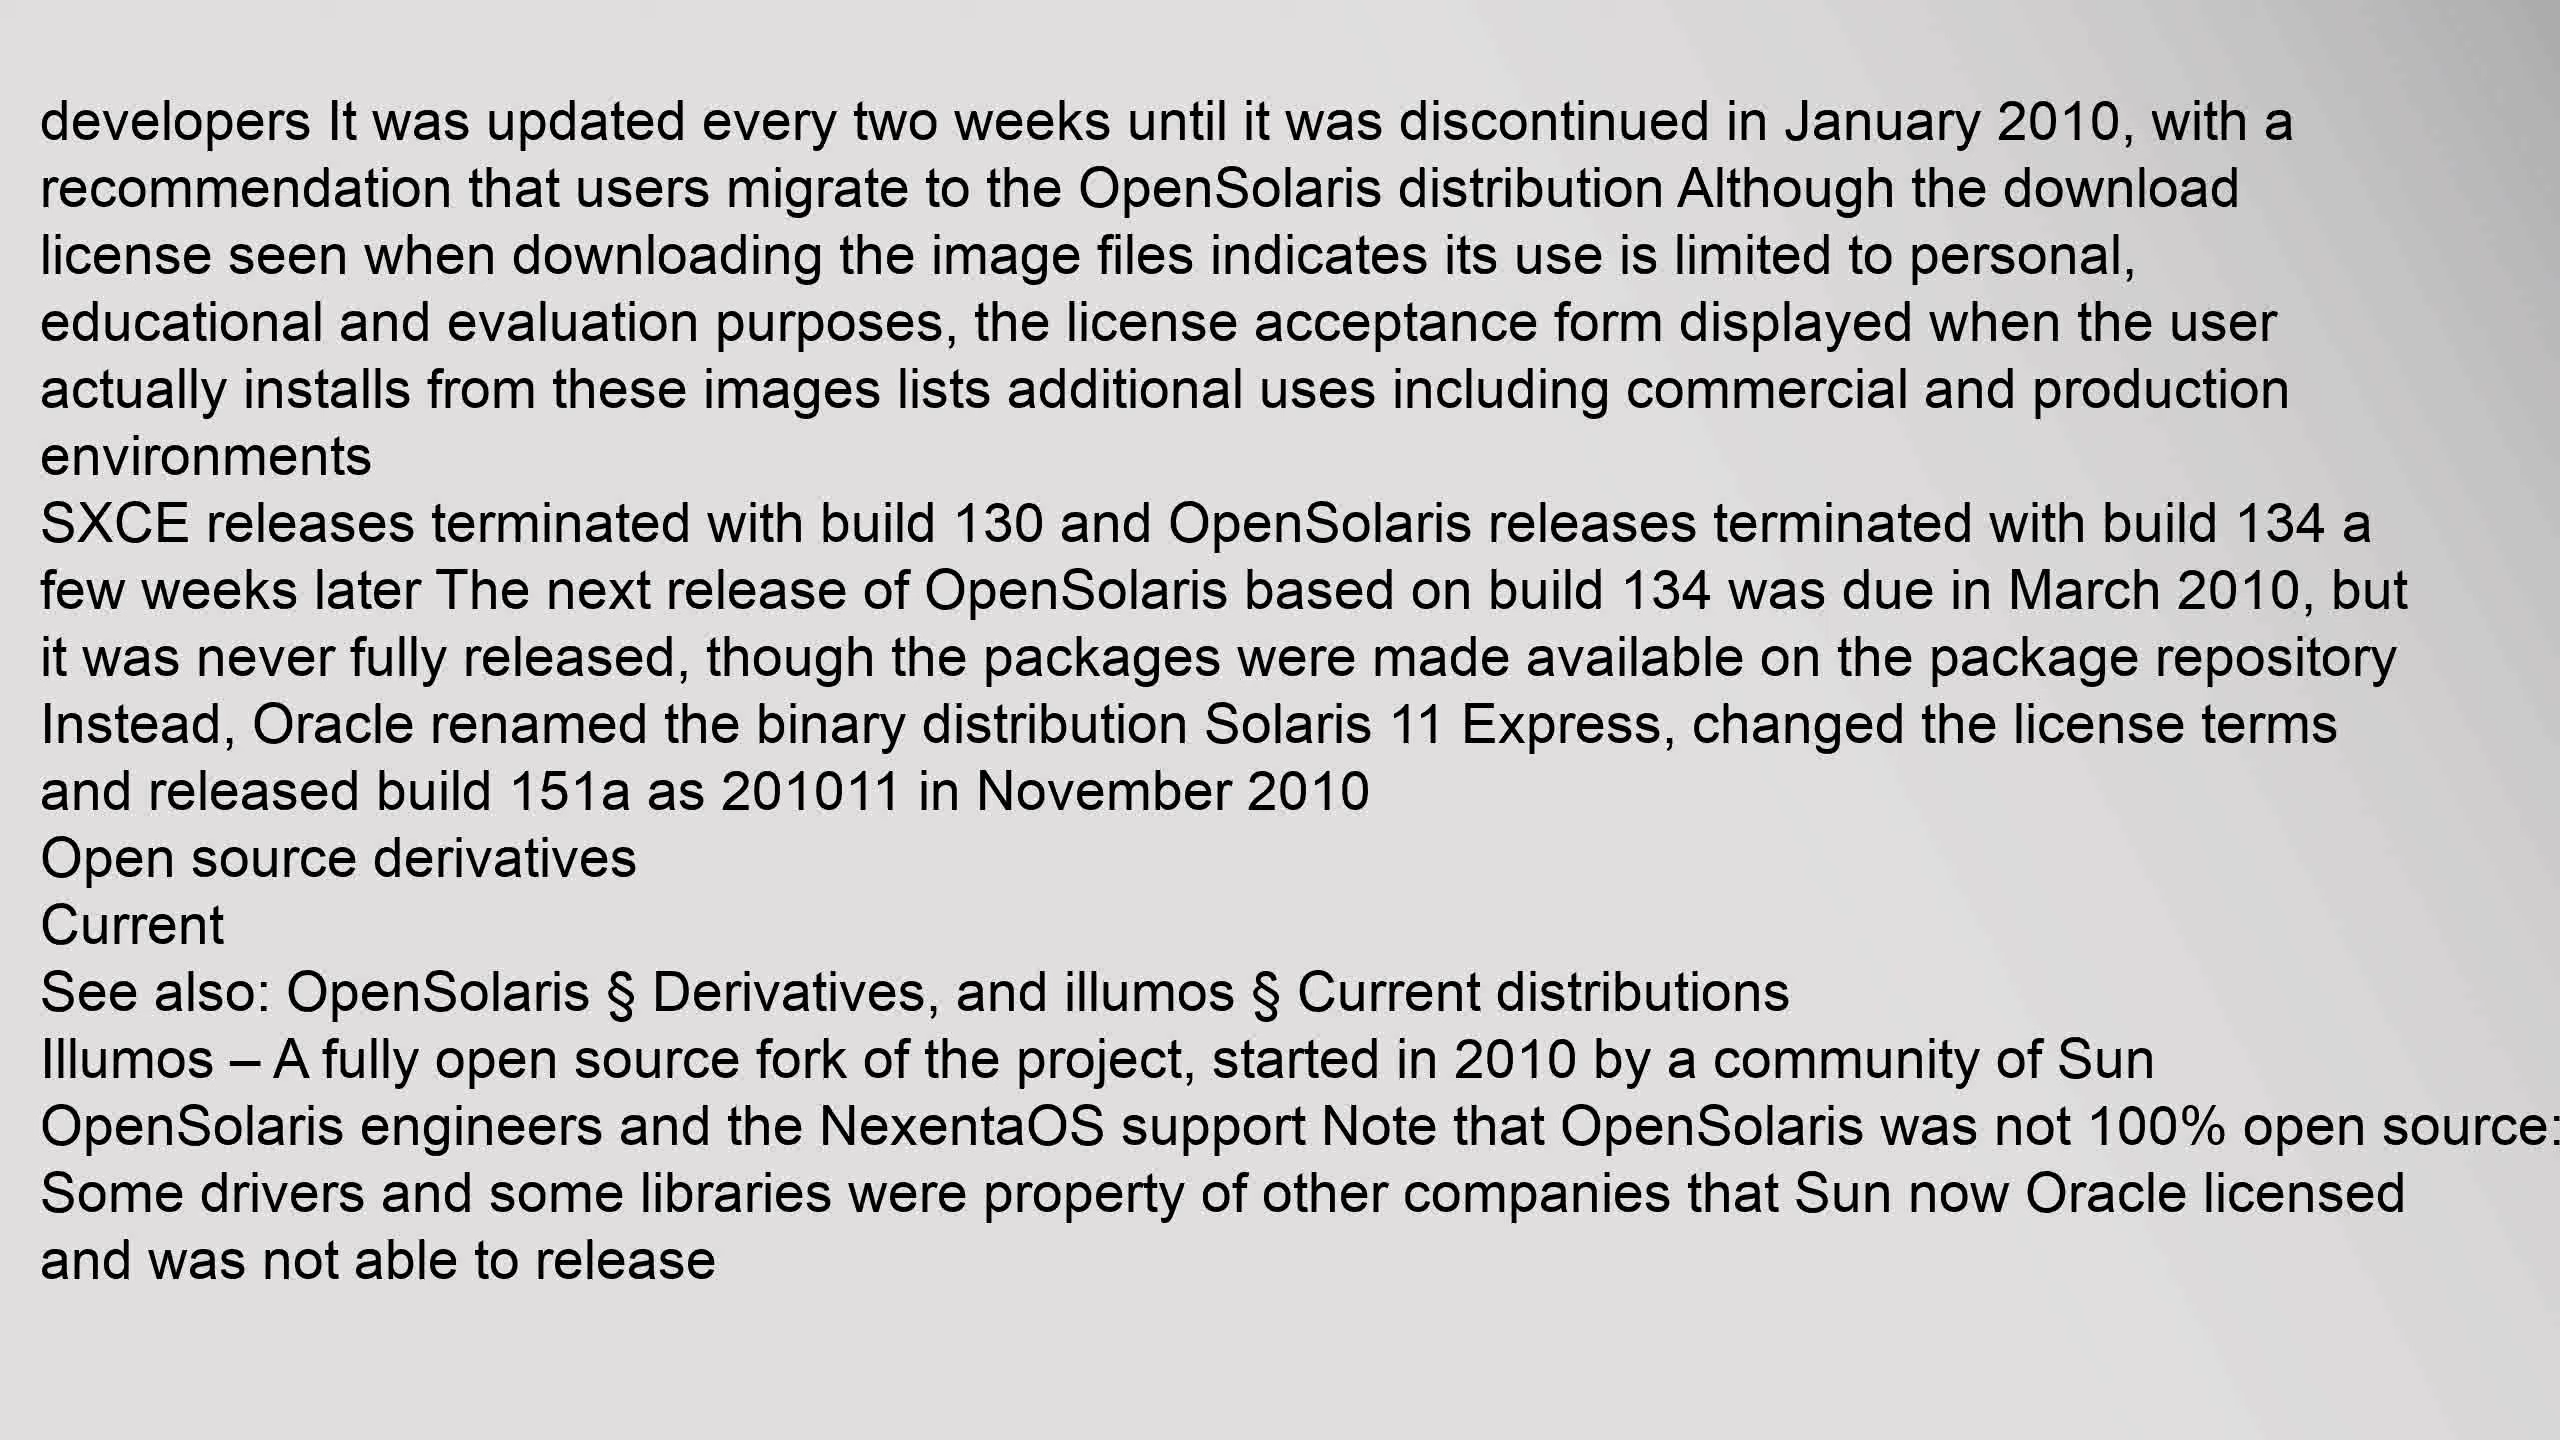 developers It was updated every two weeks until it was discontinued in January 2010, with a
recommendation that users migrate to the OpenSolaris distribution Although the download
license seen when downloading the image files indicates its use is limited to personal,
educational and evaluation purposes, the license acceptance form displayed when the user
actually installs from these images lists additional uses including commercial and production
environments
SXCE releases terminated with build 130 and OpenSolaris releases terminated with build 134 a
few weeks later The next release of OpenSolaris based on build 134 was due in March 2010, but
it was never fully released, though the packages were made available on the package repository
Instead, Oracle renamed the binary distribution Solaris 11 Express, changed the license terms
and released build 151a as 201011 in November 2010
Open source derivatives
Current
See also: OpenSolaris § Derivatives, and illumos § Current distributions
Illumos – A fully open source fork of the project, started in 2010 by a community of Sun
OpenSolaris engineers and the NexentaOS support Note that OpenSolaris was not 100% open source:
Some drivers and some libraries were property of other companies that Sun now Oracle licensed
and was not able to release